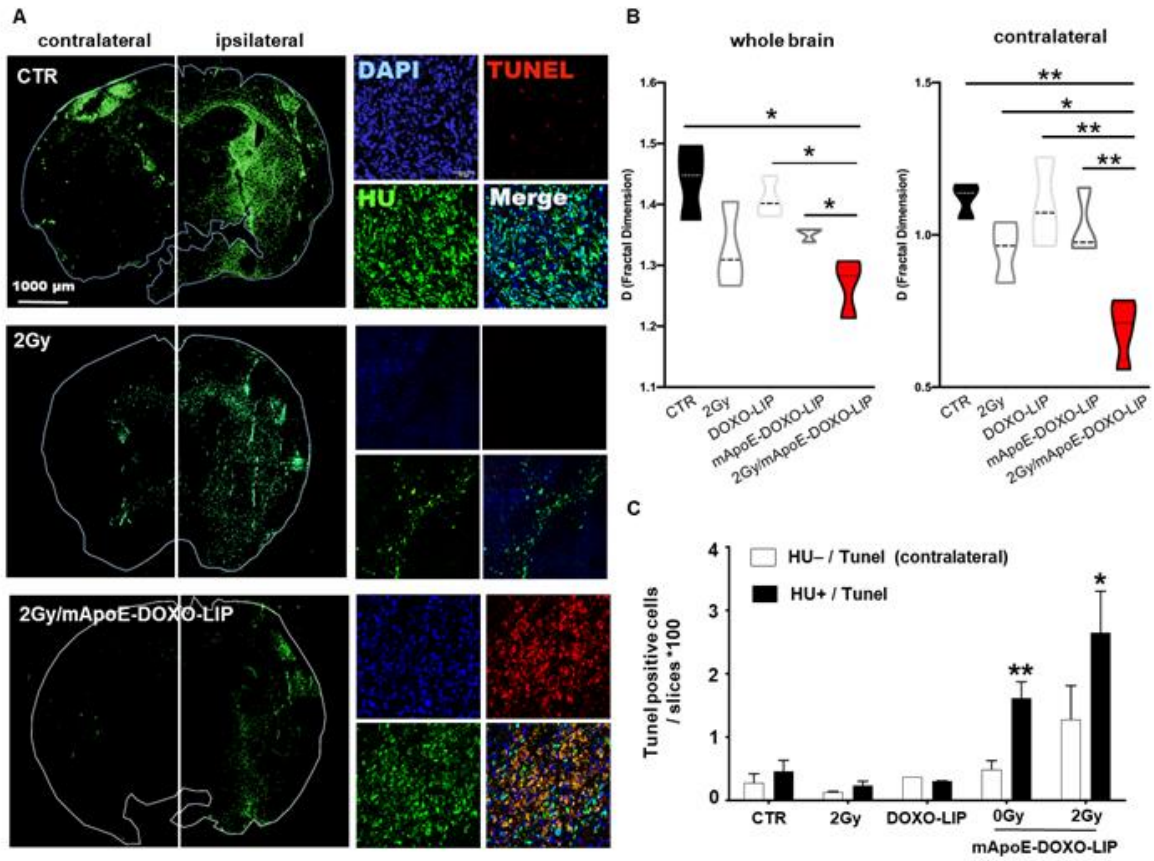 A
contralateral ipsilateral
CTR
DAPI
TUNEL
HU
Merge
1000 µm
2Gy
2Gy/mApoE-DOXO-LIP
B
whole brain
contralateral
D (Fractal Dimension)
1.6
1.5
1.4
1.3
1.2
1.1
*
*
*
CTR
2Gy
DOXO-LIP
mApoE-DOXO-LIP
2Gy/mApoE-DOXO-LIP
D (Fractal Dimension)
1.5
1.0
0.5
**
*
**
**
CTR
2Gy
DOXO-LIP
mApoE-DOXO-LIP
2Gy/mApoE-DOXO-LIP
C
Tunel positive cells
/ slices *100
4
3
2
1
0
HU– / Tunel (contralateral)
HU+ / Tunel
**
*
CTR
2Gy
DOXO-LIP
0Gy
2Gy
mApoE-DOXO-LIP